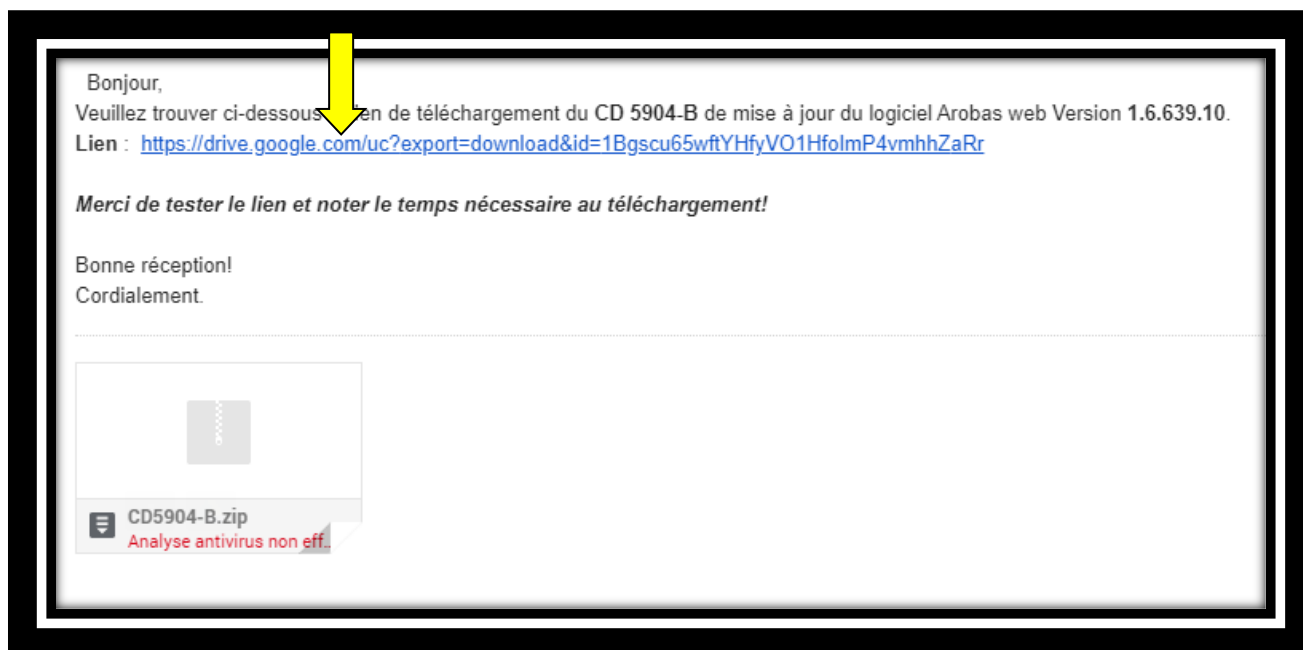 Bonjour,
Veuillez trouver ci-dessous en de téléchargement du CD 5904-B de mise à jour du logiciel Arobas web Version 1.6.639.10.
Lien : https://drive.google.com/uc?export=download&id=1Bgscu65wftYHfyVO1HfolmP4vmhhZaRr
Merci de tester le lien et noter le temps nécessaire au téléchargement!
Bonne réception!
Cordialement.
CD5904-B.zip
Analyse antivirus non eff..